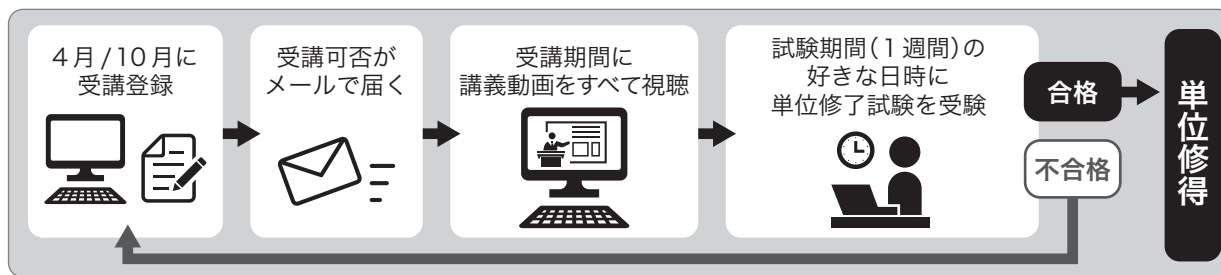 4月/10月に
受講登録
受講可否が
メールで届く
受講期間に
講義動画をすべて視聴
試験期間(1週間)の
好きな日時に
単位修了試験を受験
合格
不合格
単位修得